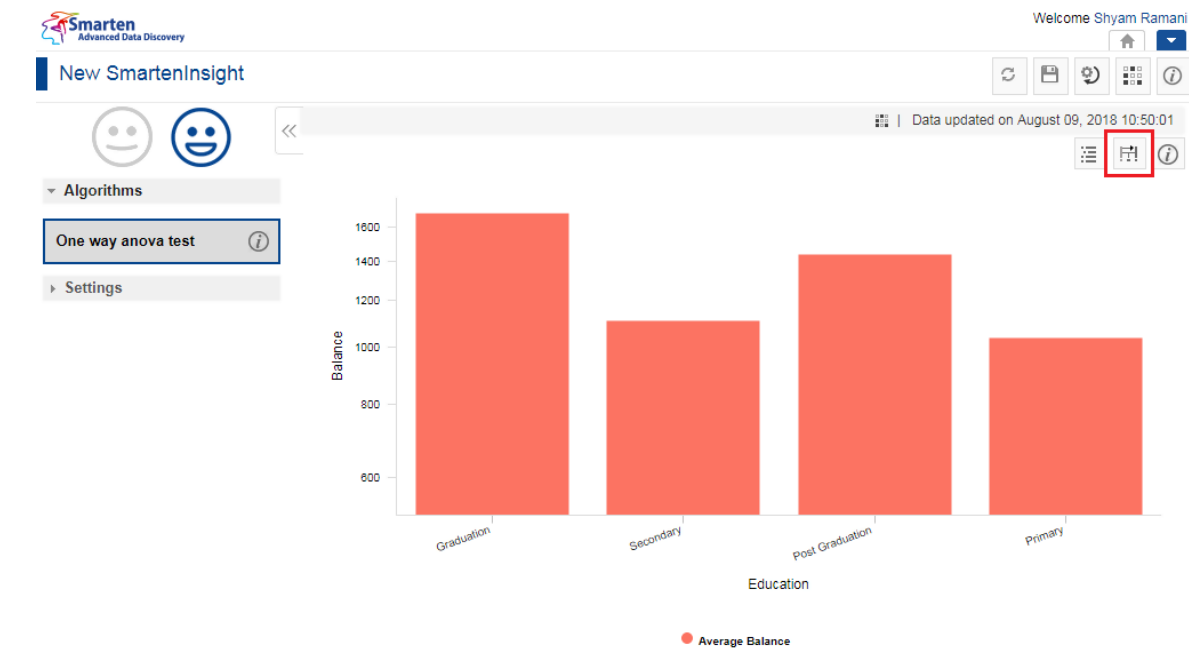 Smarten
Advanced Data Discovery
Welcome Shyam Ramani
New SmartenInsight
| Data updated on August 09, 2018 10:50:01
Algorithms
One way anova test
Settings
1600
1400
1200
1000
800
600
Balance
Graduation
Secondary
Post Graduation
Primary
Education
Average Balance